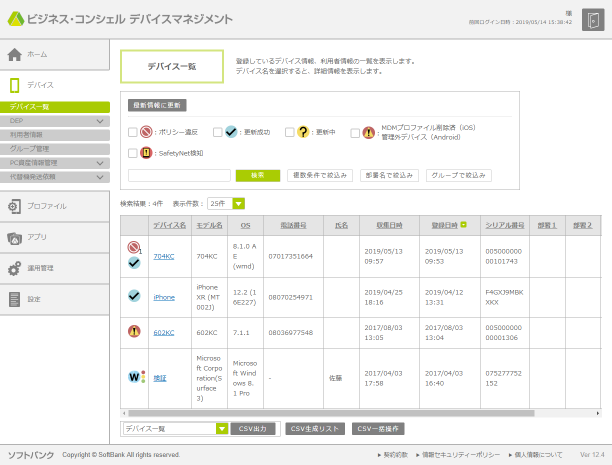 ビジネス・コンシェル デバイスマネジメント
様
前回ログイン日時：2019/05/14 15:38:42
ホーム
デバイス
デバイス一覧
DEP
利用者情報
グループ管理
PC資産情報管理
代替機発送依頼
プロファイル
アプリ
運用管理
設定
デバイス一覧
登録しているデバイス情報、利用者情報の一覧を表示します。
デバイス名を選択すると、詳細情報を表示します。
最新情報に更新
：ポリシー違反
：更新成功
：更新中
：MDMプロファイル削除済（iOS）
管理外デバイス（Android）
：SafetyNet検知
検索
複数条件で絞込み
部署名で絞込み
グループで絞込み
検索結果：4件 表示件数： 25件
デバイス名 モデル名 OS 電話番号 氏名 収集日時 登録日時 シリアル番号 部署１ 部署２
1 704KC 704KC 8.1.0 AE (wmd) 07017351664 2019/05/13 09:57 2019/05/13 09:53 00500000000101743
iPhone iPhone XR (MT002J) 12.2 (16E227) 08070254971 2019/04/25 18:16 2019/04/12 13:31 F4GXJ9MBKXKX
602KC 602KC 7.1.1 08036977548 2017/08/03 13:05 2017/08/03 13:04 00500000000001306
W 検証 Microsoft Corporation(Surface 3) Microsoft Windows 8.1 Pro - 佐藤 2017/04/03 17:58 2017/04/03 16:40 075277752152
デバイス一覧
CSV出力
CSV生成リスト
CSV一括操作
ソフトバンク Copyright © SoftBank All rights reserved.
契約約款
情報セキュリティーポリシー
個人情報について
Ver 12.4